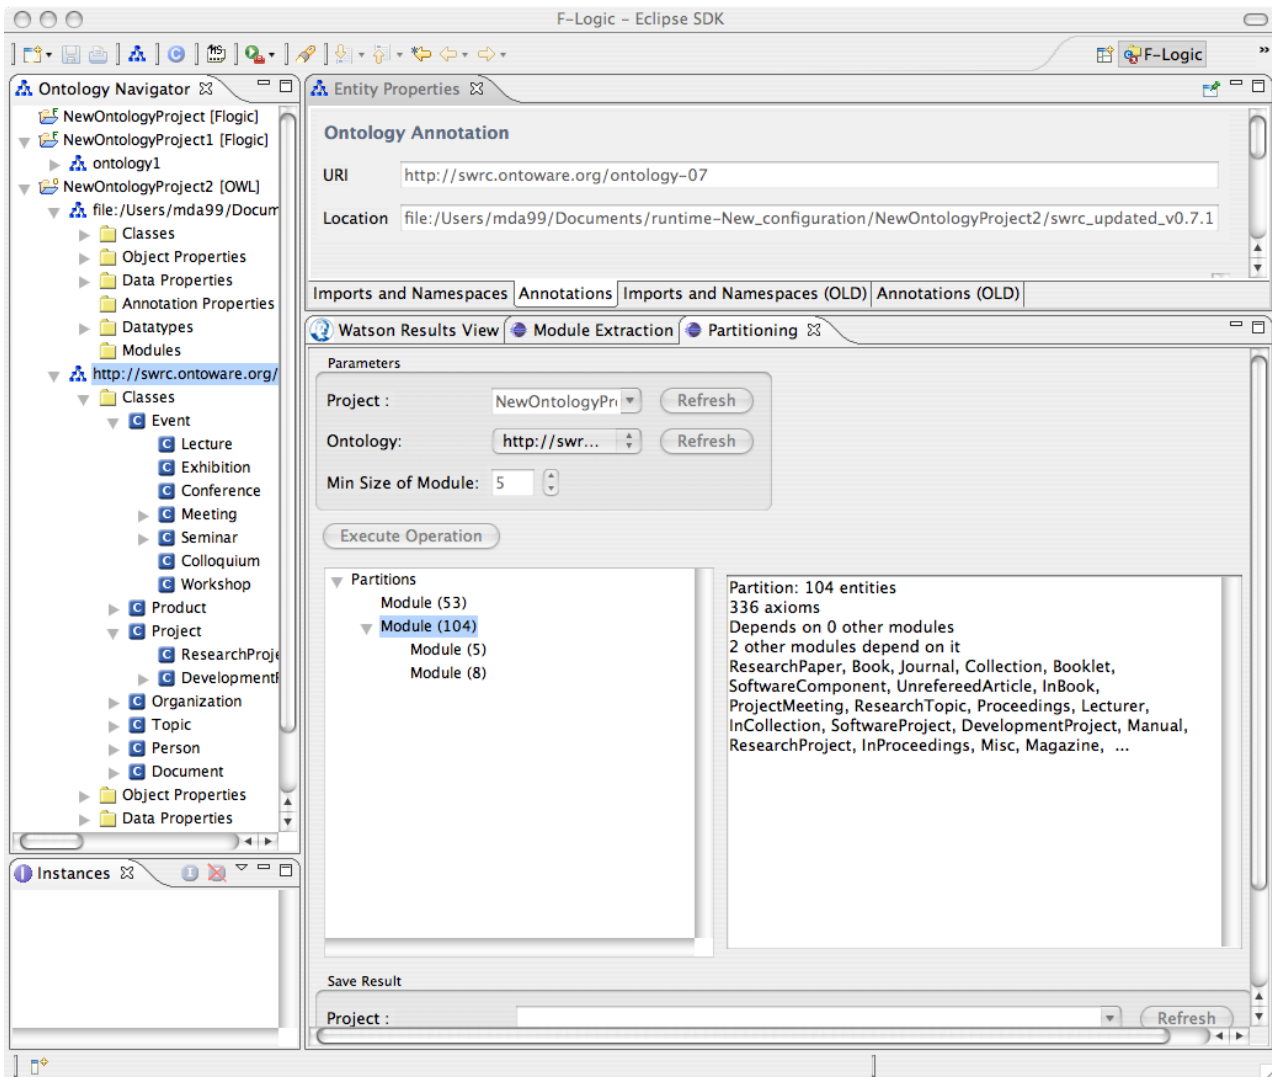 F-Logic - Eclipse SDK
F-Logic
Ontology Navigator
NewOntologyProject [Flogic]
NewOntologyProject1 [Flogic]
ontology1
NewOntologyProject2 [OWL]
file:/Users/mda99/Docum
Classes
Object Properties
Data Properties
Annotation Properties
Datatypes
Modules
http://swrc.ontoware.org/
Classes
Event
Lecture
Exhibition
Conference
Meeting
Seminar
Colloquium
Workshop
Product
Project
ResearchProje
Development
Organization
Topic
Person
Document
Object Properties
Data Properties
Instances
Entity Properties
Ontology Annotation
URI http://swrc.ontoware.org/ontology-07
Location file:/Users/mda99/Documents/runtime-New_configuration/NewOntologyProject2/swrc_updated_v0.7.1
Imports and Namespaces Annotations Imports and Namespaces (OLD) Annotations (OLD)
Watson Results View Module Extraction Partitioning
Parameters
Project : NewOntologyPr Refresh
Ontology: http://swr... Refresh
Min Size of Module: 5
Execute Operation
Partitions
Module (53)
Module (104)
Module (5)
Module (8)
Partition: 104 entities
336 axioms
Depends on 0 other modules
2 other modules depend on it
ResearchPaper, Book, Journal, Collection, Booklet,
SoftwareComponent, UnrefereedArticle, InBook,
ProjectMeeting, ResearchTopic, Proceedings, Lecturer,
InCollection, SoftwareProject, DevelopmentProject, Manual,
ResearchProject, InProceedings, Misc, Magazine, ...
Save Result
Project : Refresh